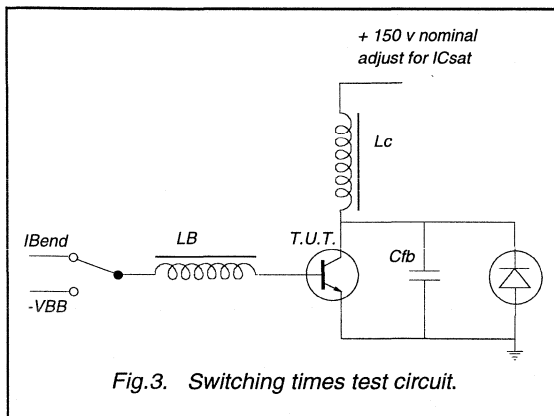 + 150 v nominal
adjust for ICsat
Lc
IBend
LB
T.U.T.
Cfb
-VBB
Fig.3. Switching times test circuit.